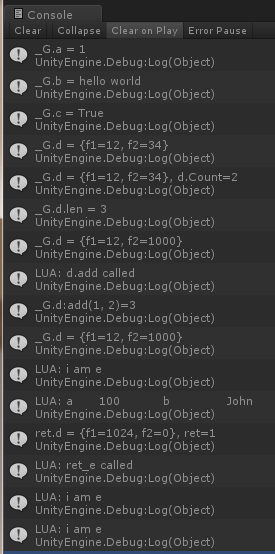 Console
Clear Collapse Clear on Play Error Pause
_G.a = 1
UnityEngine.Debug:Log(Object)
_G.b = hello world
UnityEngine.Debug:Log(Object)
_G.c = True
UnityEngine.Debug:Log(Object)
_G.d = {f1=12, f2=34}
UnityEngine.Debug:Log(Object)
_G.d = {f1=12, f2=34}, d.Count=2
UnityEngine.Debug:Log(Object)
_G.d.len = 3
UnityEngine.Debug:Log(Object)
_G.d = {f1=12, f2=1000}
UnityEngine.Debug:Log(Object)
LUA: d.add called
UnityEngine.Debug:Log(Object)
_G.d:add(1, 2)=3
UnityEngine.Debug:Log(Object)
_G.d = {f1=12, f2=1000}
UnityEngine.Debug:Log(Object)
LUA: i am e
UnityEngine.Debug:Log(Object)
LUA: a 100 b John
UnityEngine.Debug:Log(Object)
ret.d = {f1=1024, f2=0}, ret=1
UnityEngine.Debug:Log(Object)
LUA: ret_e called
UnityEngine.Debug:Log(Object)
LUA: i am e
UnityEngine.Debug:Log(Object)
LUA: i am e
UnityEngine.Debug:Log(Object)